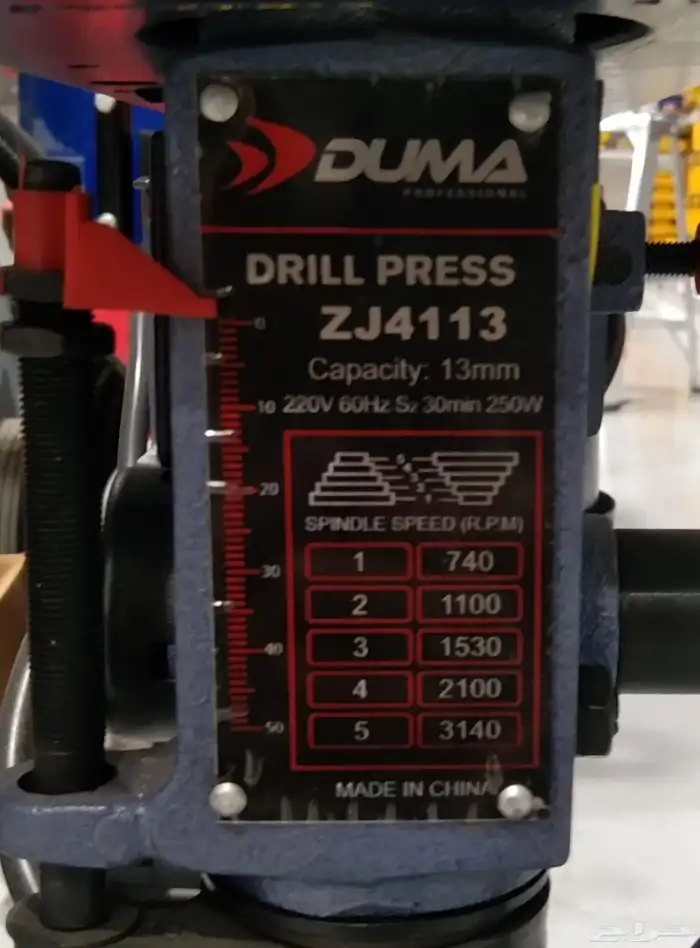 DUMA
PROFESSIONAL
DRILL PRESS
ZJ4113
Capacity: 13mm
220V 60Hz S₂ 30min 250W
0
10
20
30
40
50
SPINDLE SPEED (R.P.M)
1 740
2 1100
3 1530
4 2100
5 3140
MADE IN CHINA
حراج